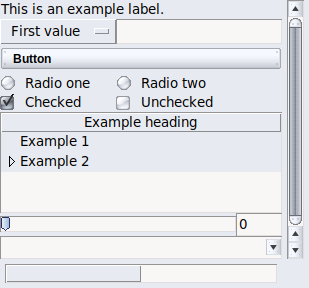 This is an example label.
First value
Button
Radio one Radio two
Checked Unchecked
Example heading
Example 1
Example 2
0